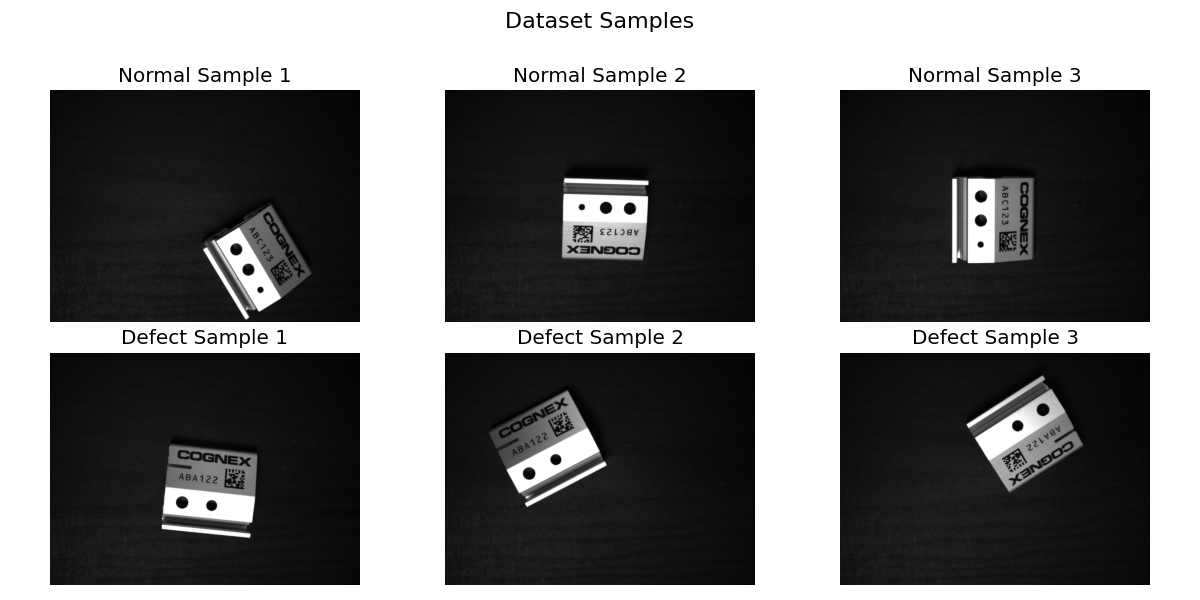 Dataset Samples
Normal Sample 1
Normal Sample 2
Normal Sample 3
COGNEX
ABC123
ABC123
COGNEX
COGNEX
ABC123
Defect Sample 1
Defect Sample 2
Defect Sample 3
COGNEX
ABA122
COGNEX
ABA122
ABA122
COGNEX